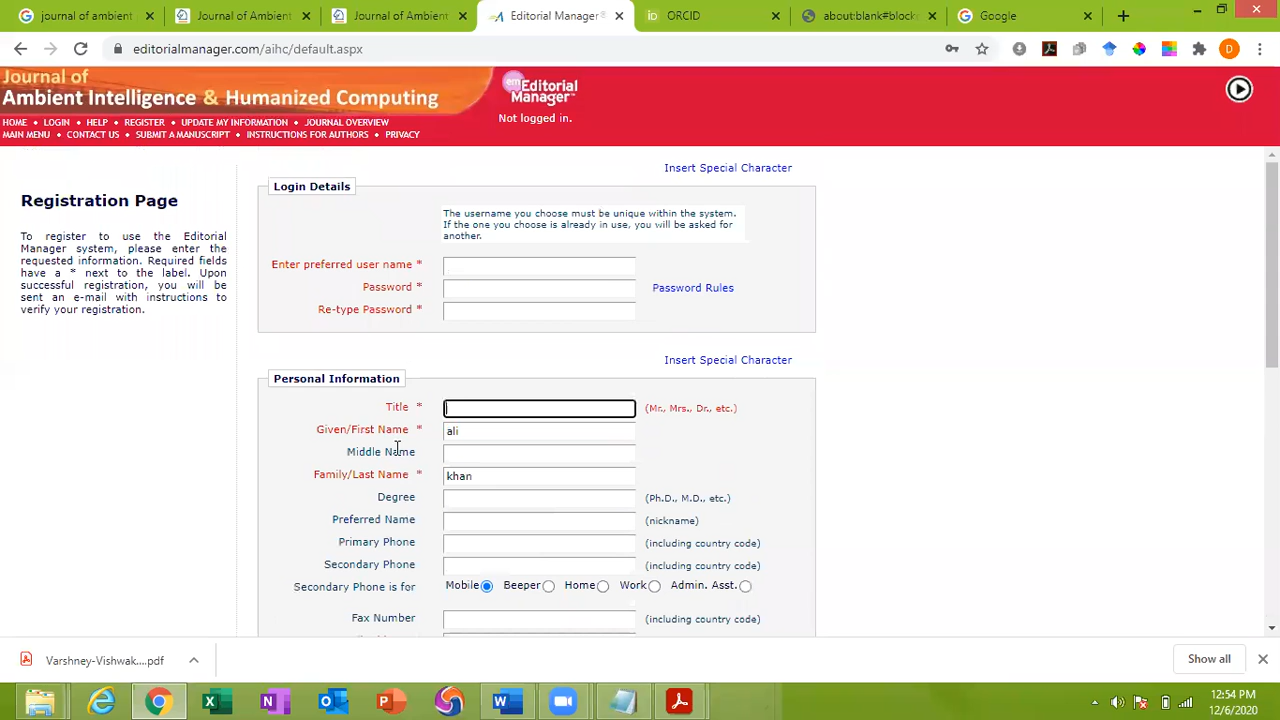 journal of ambient
Journal of Ambient
Journal of Ambient
Editorial Manager®
ORCID
about:blank#block
Google
editorialmanager.com/aihc/default.aspx
D
Journal of
Ambient Intelligence & Humanized Computing
em Editorial Manager
Not logged in.
HOME • LOGIN • HELP • REGISTER • UPDATE MY INFORMATION • JOURNAL OVERVIEW
MAIN MENU • CONTACT US • SUBMIT A MANUSCRIPT • INSTRUCTIONS FOR AUTHORS • PRIVACY
Registration Page
To register to use the Editorial
Manager system, please enter the
requested information. Required fields
have a * next to the label. Upon
successful registration, you will be
sent an e-mail with instructions to
verify your registration.
Insert Special Character
Login Details
The username you choose must be unique within the system.
If the one you choose is already in use, you will be asked for
another.
Enter preferred user name *
Password * Password Rules
Re-type Password *
Insert Special Character
Personal Information
Title * (Mr., Mrs., Dr., etc.)
Given/First Name * ali
Middle Name
Family/Last Name * khan
Degree (Ph.D., M.D., etc.)
Preferred Name (nickname)
Primary Phone (including country code)
Secondary Phone (including country code)
Secondary Phone is for Mobile Beeper Home Work Admin. Asst.
Fax Number (including country code)
Varshney-Vishwak....pdf
Show all
12:54 PM
12/6/2020